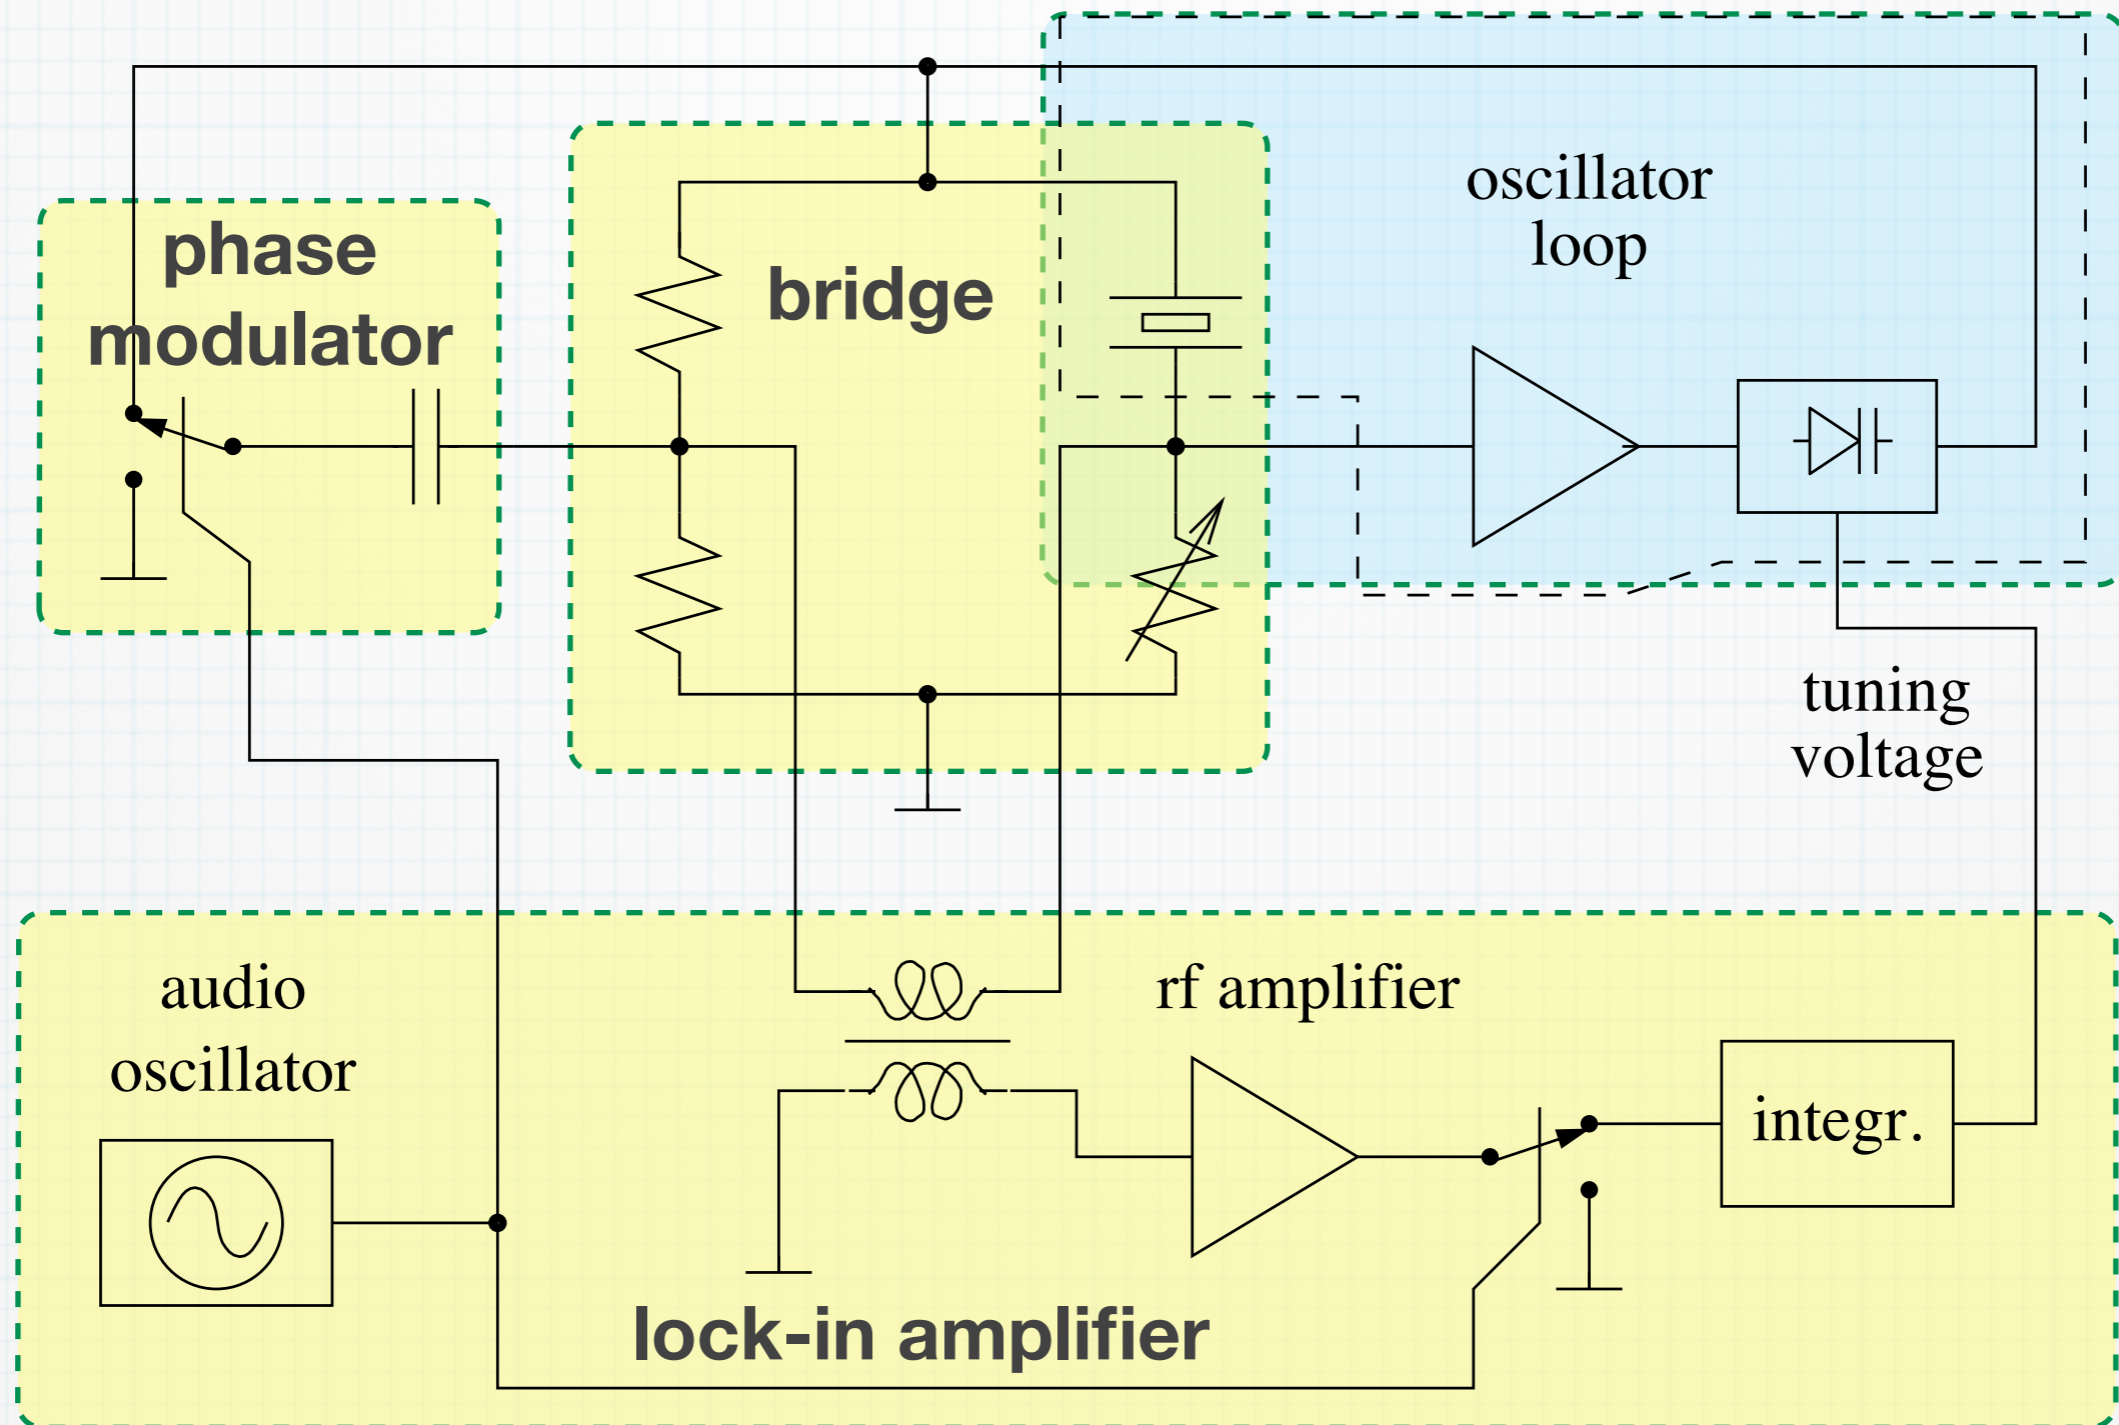 oscillator
loop
phase
modulator
bridge
tuning
voltage
audio
oscillator
rf amplifier
integr.
lock-in amplifier